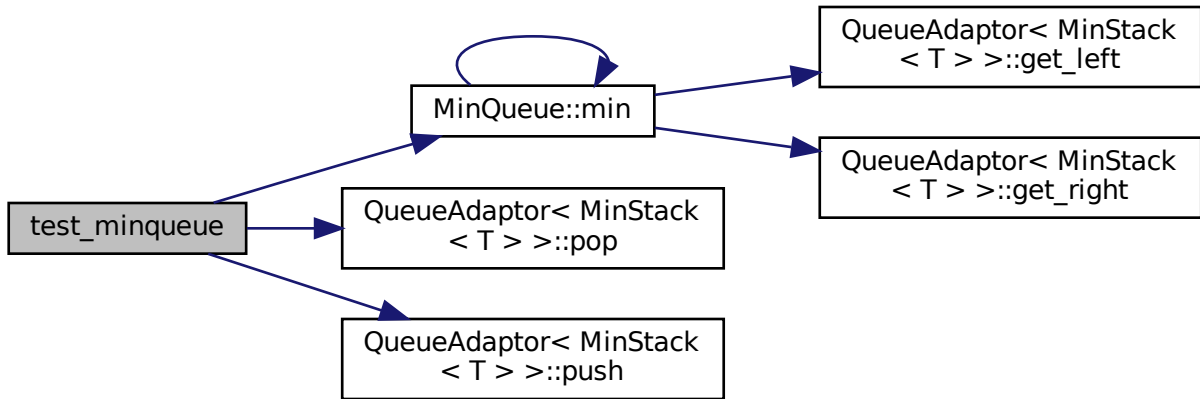 QueueAdaptor< MinStack
< T > >::get_left
MinQueue::min
QueueAdaptor< MinStack
< T > >::get_right
test_minqueue
QueueAdaptor< MinStack
< T > >::pop
QueueAdaptor< MinStack
< T > >::push